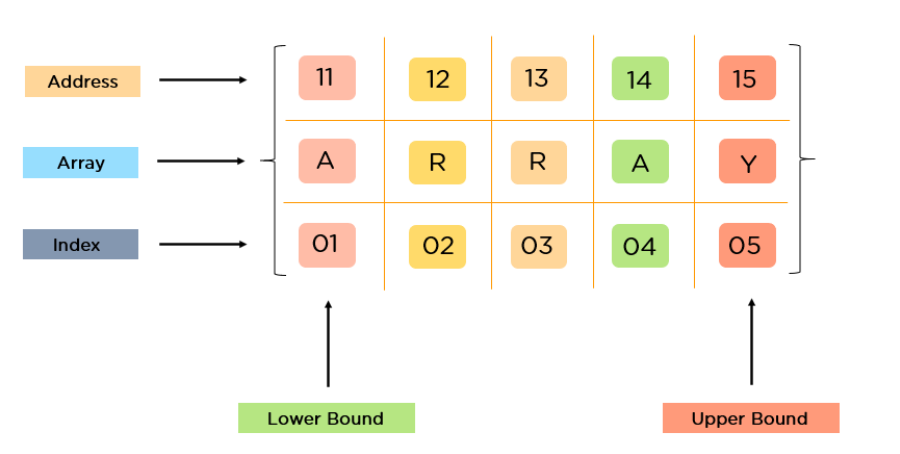 Address 11 12 13 14 15
Array A R R A Y
Index 01 02 03 04 05
Lower Bound Upper Bound